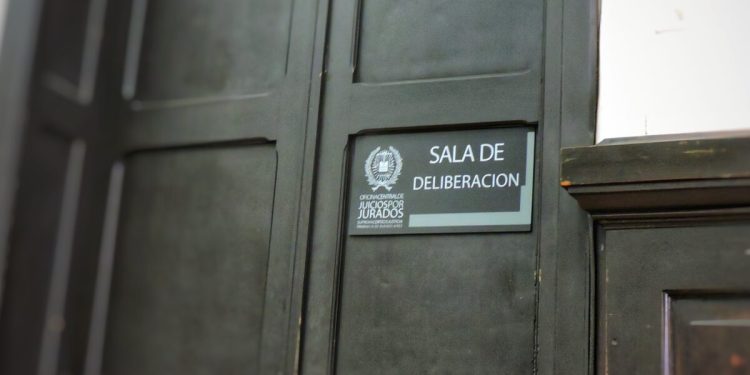 SALA DE
DELIBERACION
OFICINA CENTRAL DE
JUICIOS POR
JURADOS